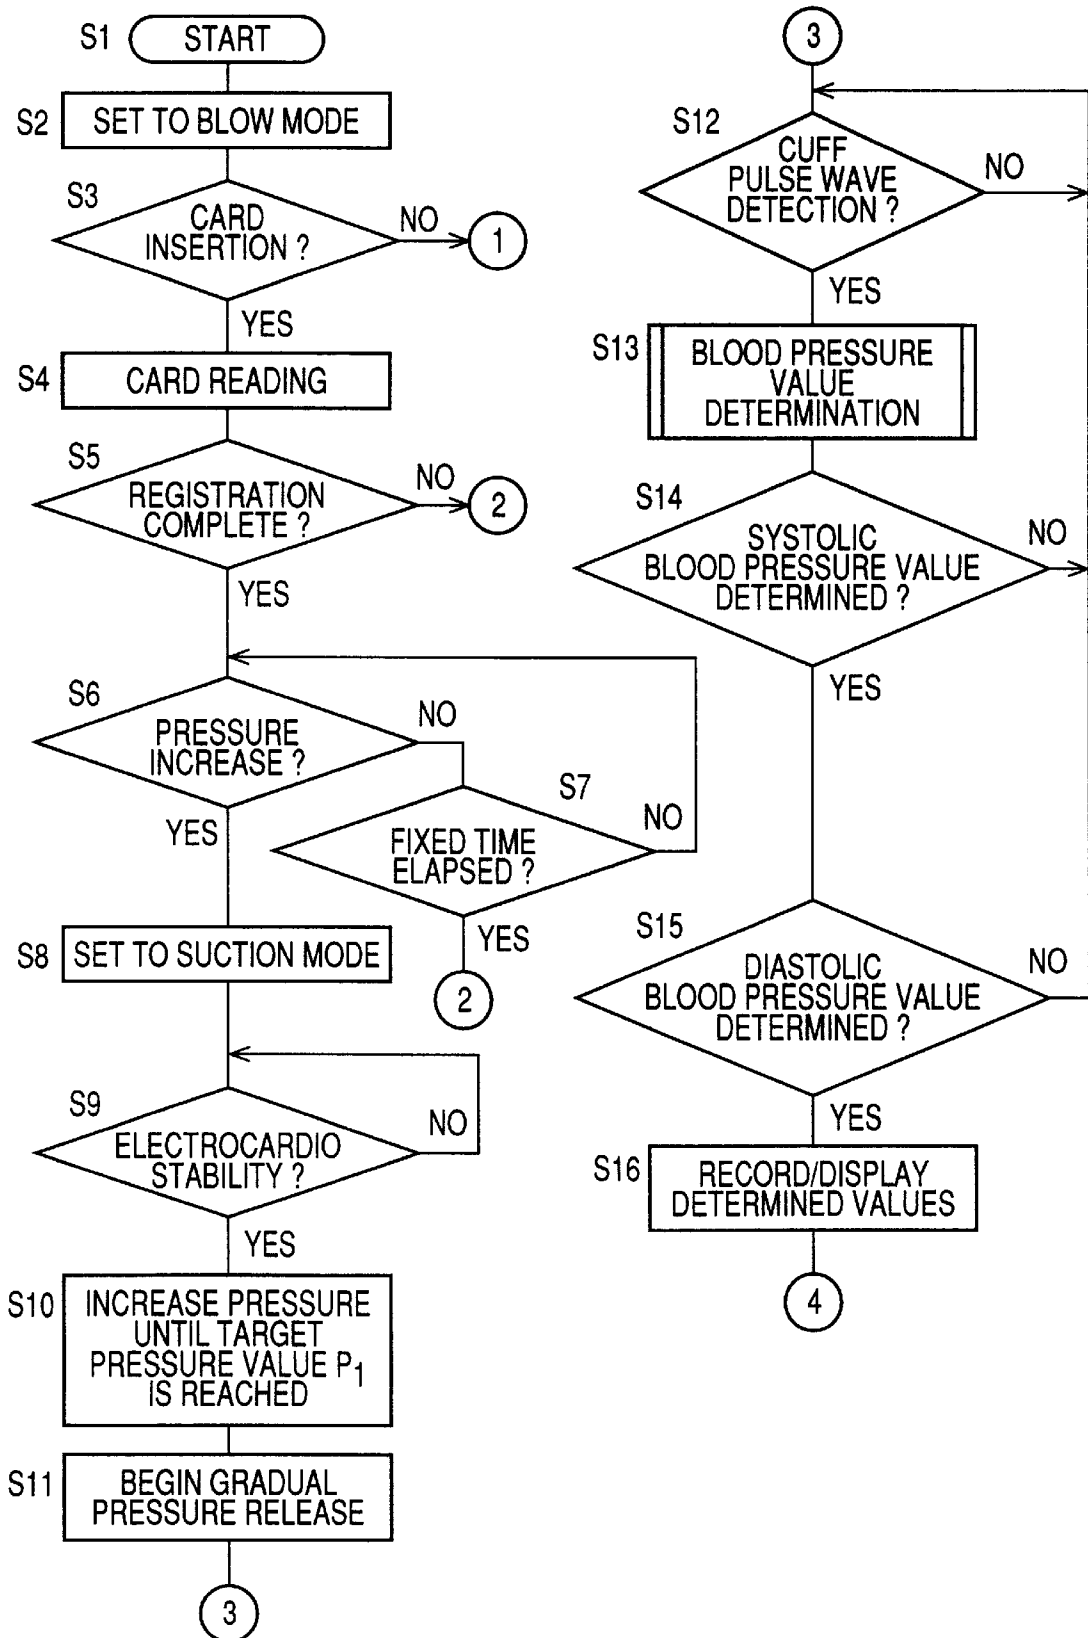 S1
START
S2
SET TO BLOW MODE
S3
CARD
INSERTION ?
NO
1
YES
S4
CARD READING
S5
REGISTRATION
COMPLETE ?
NO
2
YES
S6
PRESSURE
INCREASE ?
NO
YES
S7
FIXED TIME
ELAPSED ?
NO
YES
2
S8
SET TO SUCTION MODE
S9
ELECTROCARDIO
STABILITY ?
NO
YES
S10
INCREASE PRESSURE
UNTIL TARGET
PRESSURE VALUE P1
IS REACHED
S11
BEGIN GRADUAL
PRESSURE RELEASE
3
3
S12
CUFF
PULSE WAVE
DETECTION ?
NO
YES
S13
BLOOD PRESSURE
VALUE
DETERMINATION
S14
SYSTOLIC
BLOOD PRESSURE VALUE
DETERMINED ?
NO
YES
S15
DIASTOLIC
BLOOD PRESSURE VALUE
DETERMINED ?
NO
YES
S16
RECORD/DISPLAY
DETERMINED VALUES
4